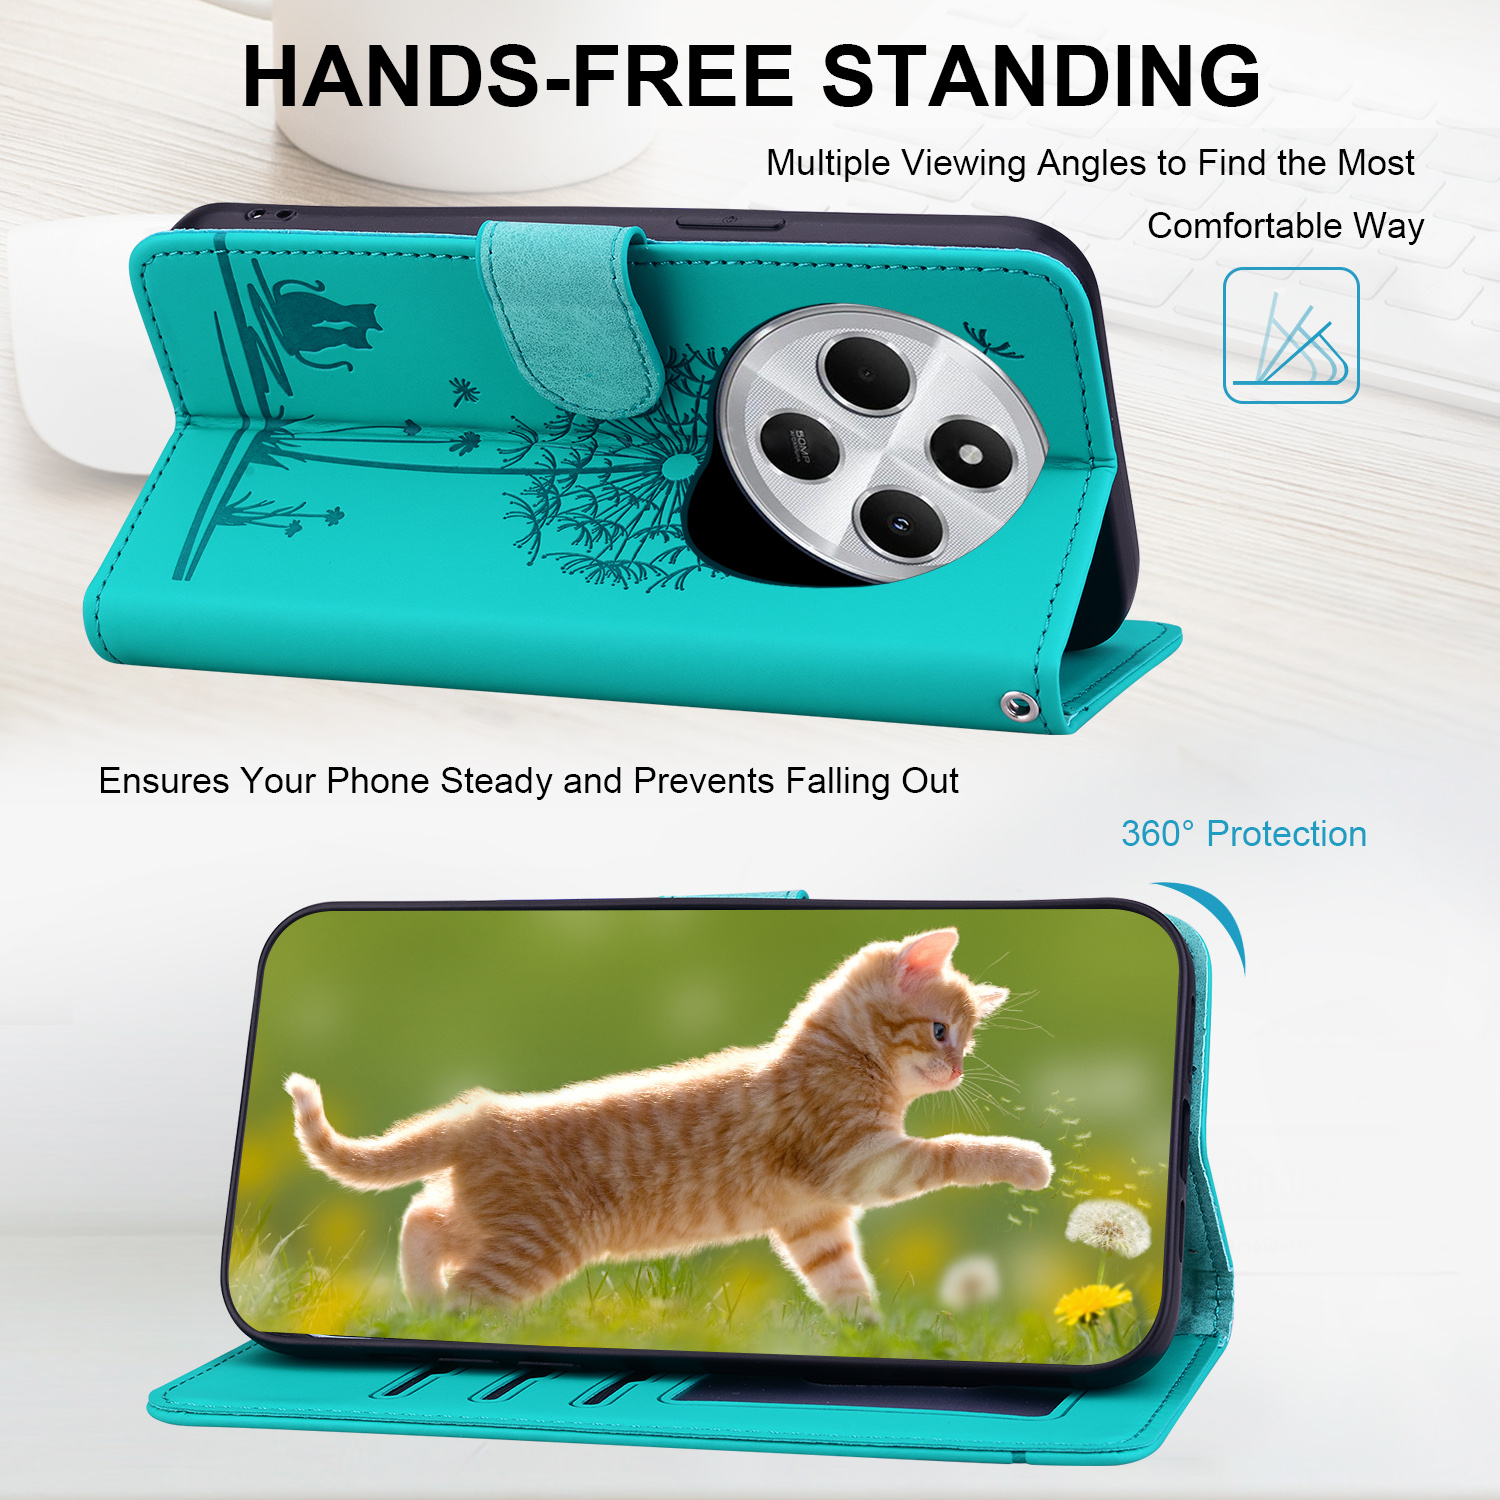 HANDS-FREE STANDING
Multiple Viewing Angles to Find the Most
Comfortable Way
50MP
Ensures Your Phone Steady and Prevents Falling Out
360° Protection